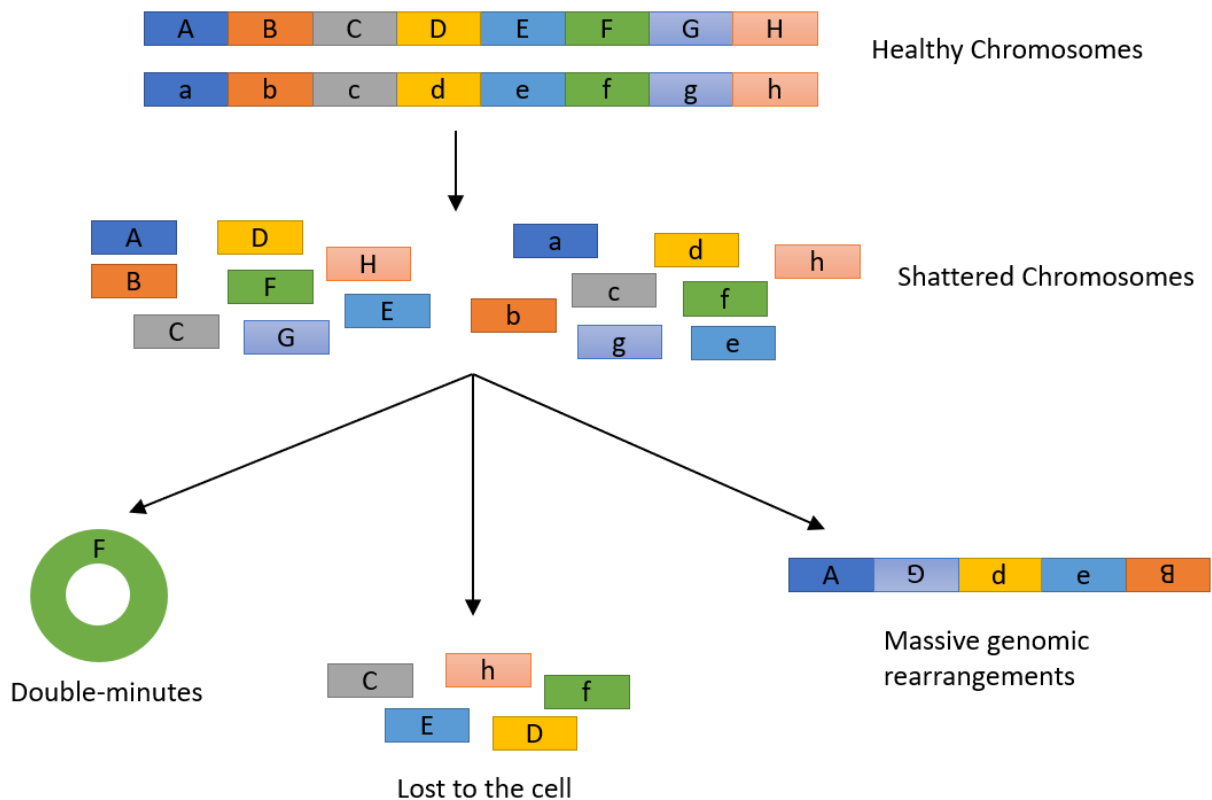 A B C D E F G H
Healthy Chromosomes
a b c d e f g h
A D a d h
B F H c f
Shattered Chromosomes
C G E b g e
F
A G d e B
Double-minutes
C h f
E D
Massive genomic
rearrangements
Lost to the cell